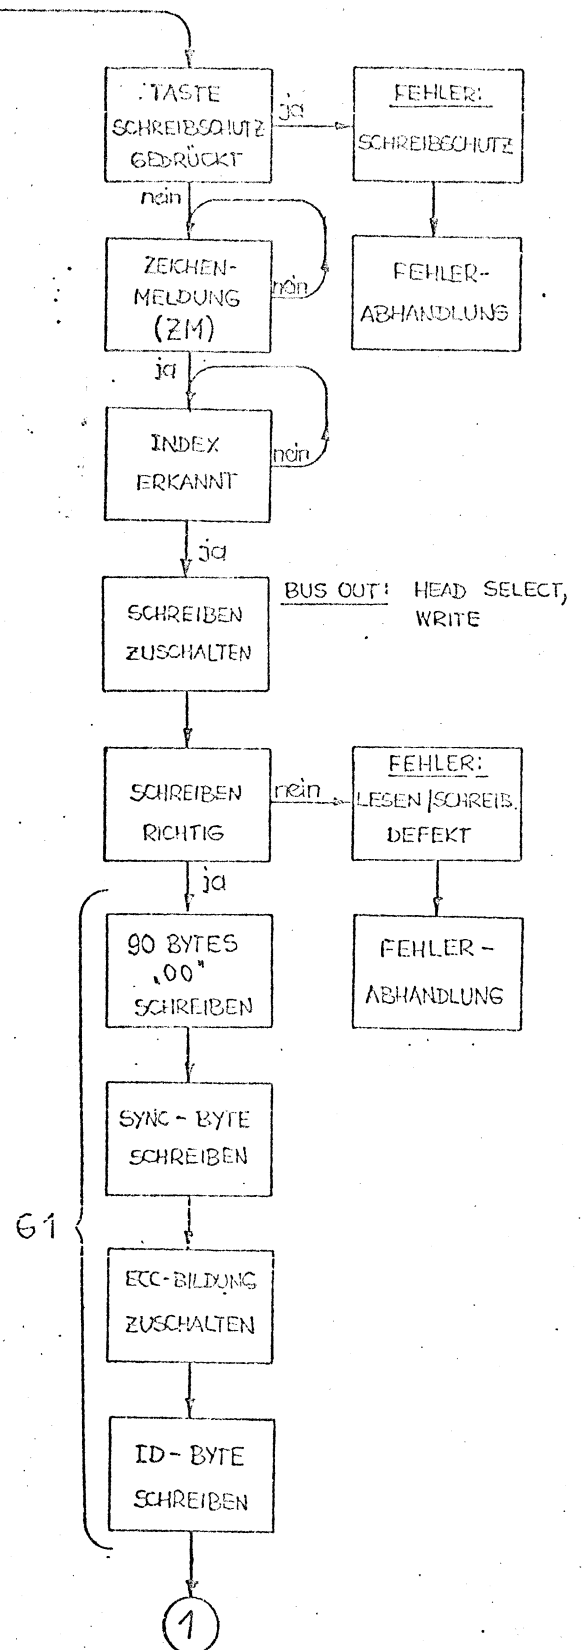 TASTE
SCHREIBSCHUTZ
GEDRÜCKT
ja
FEHLER:
SCHREIBSCHUTZ
nein
ZEICHEN-
MELDUNG
(ZM)
nein
FEHLER-
ABHANDLUNG
ja
INDEX
ERKANNT
nein
ja
SCHREIBEN
ZUSCHALTEN
BUS OUT: HEAD SELECT,
WRITE
SCHREIBEN
RICHTIG
nein
FEHLER:
LESEN/SCHREIB.
DEFEKT
ja
90 BYTES
"00"
SCHREIBEN
FEHLER-
ABHANDLUNG
SYNC-BYTE
SCHREIBEN
G1
ECC-BILDUNG
ZUSCHALTEN
ID-BYTE
SCHREIBEN
1